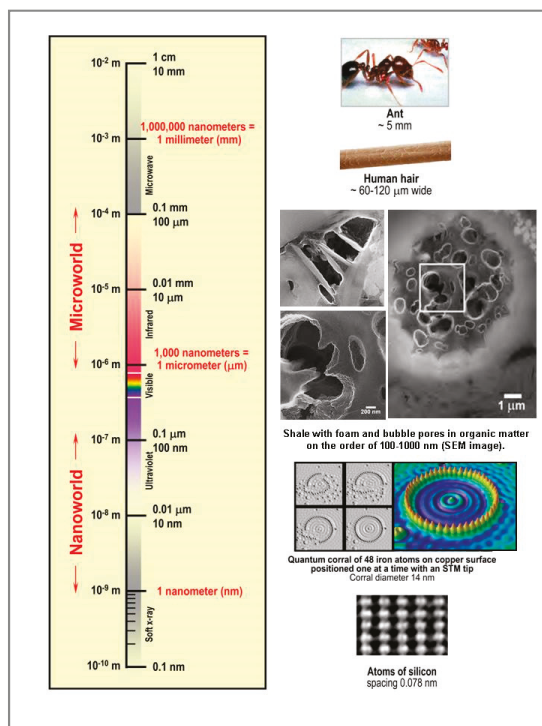 10⁻² m
1 cm
10 mm
1,000,000 nanometers =
10⁻³ m
1 millimeter (mm)
Microwave
10⁻⁴ m
0.1 mm
100 μm
Microworld
10⁻⁵ m
0.01 mm
10 μm
Infrared
1,000 nanometers =
10⁻⁶ m
1 micrometer (μm)
Visible
10⁻⁷ m
0.1 μm
100 nm
Nanoworld
Ultraviolet
10⁻⁸ m
0.01 μm
10 nm
10⁻⁹ m
1 nanometer (nm)
Soft x-ray
10⁻¹⁰ m
0.1 nm
Ant
~ 5 mm
Human hair
~ 60-120 μm wide
200 nm
1 μm
Shale with foam and bubble pores in organic matter
on the order of 100-1000 nm (SEM image).
Quantum corral of 48 iron atoms on copper surface
positioned one at a time with an STM tip
Corral diameter 14 nm
Atoms of silicon
spacing 0.078 nm